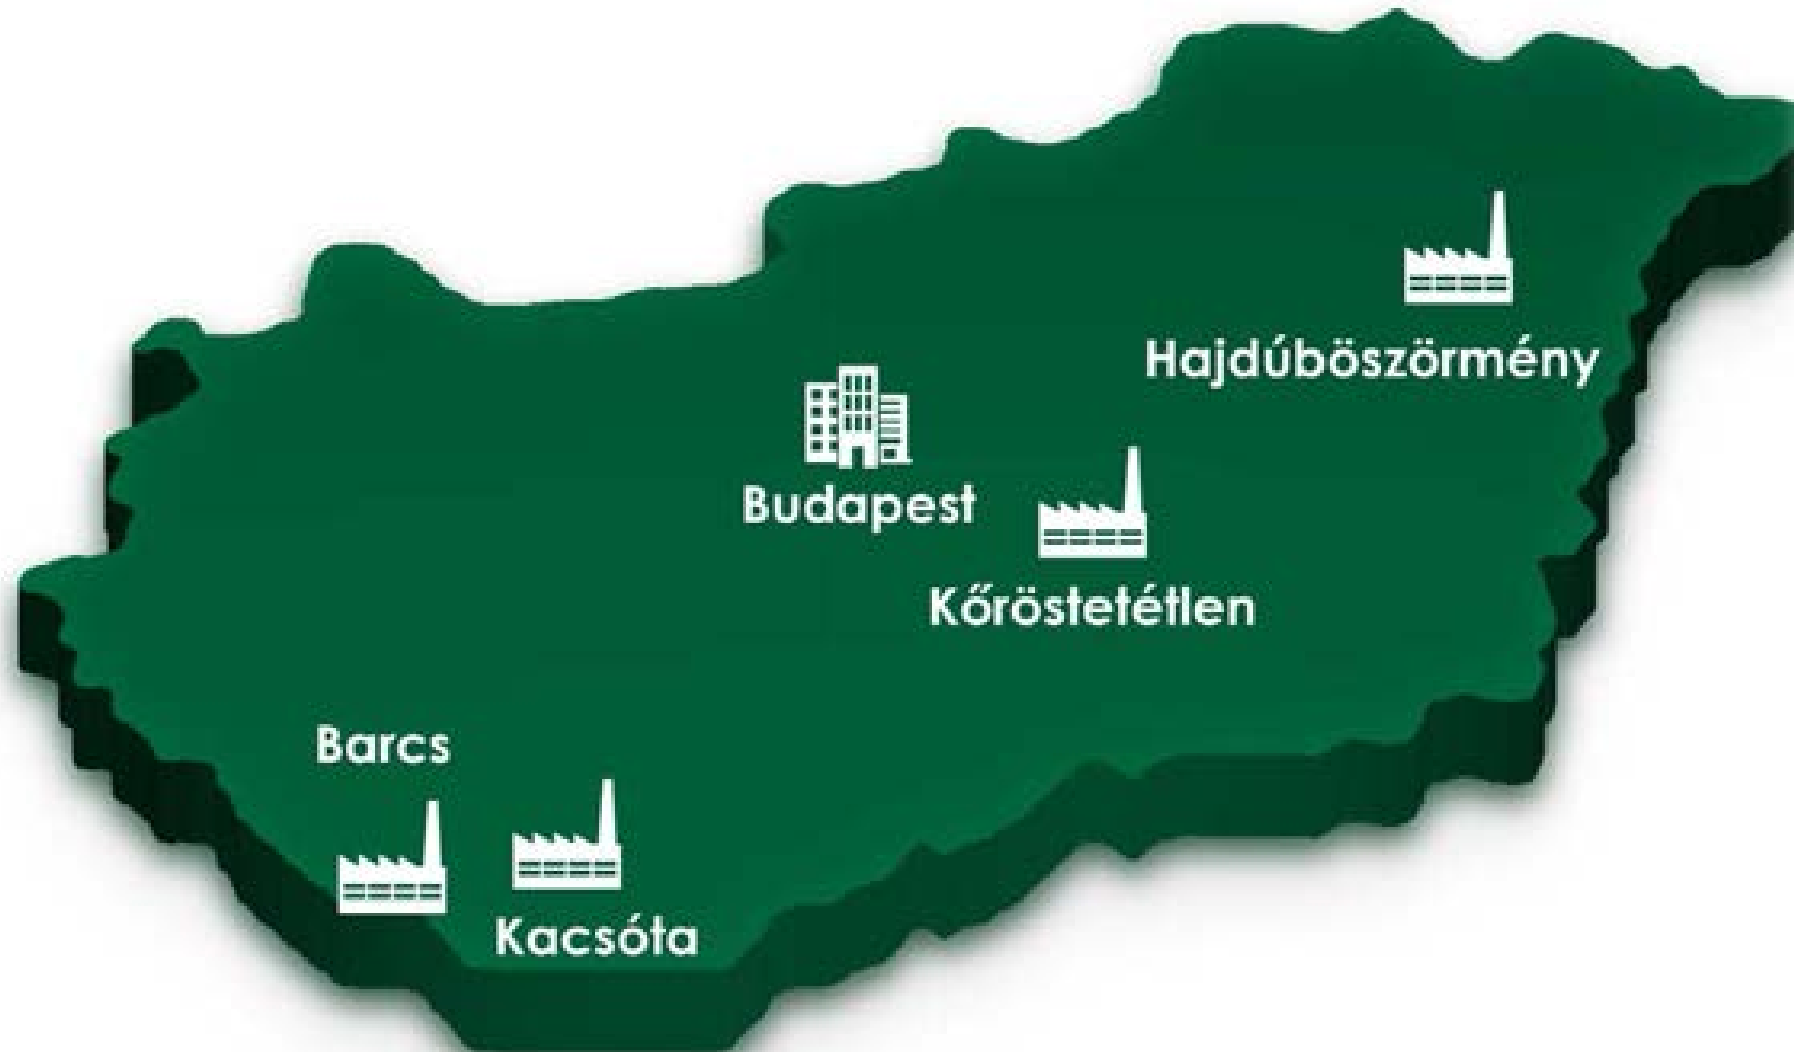 Hajdúböszörmény
Budapest
Kőröstetétlen
Barcs
Kacsóta